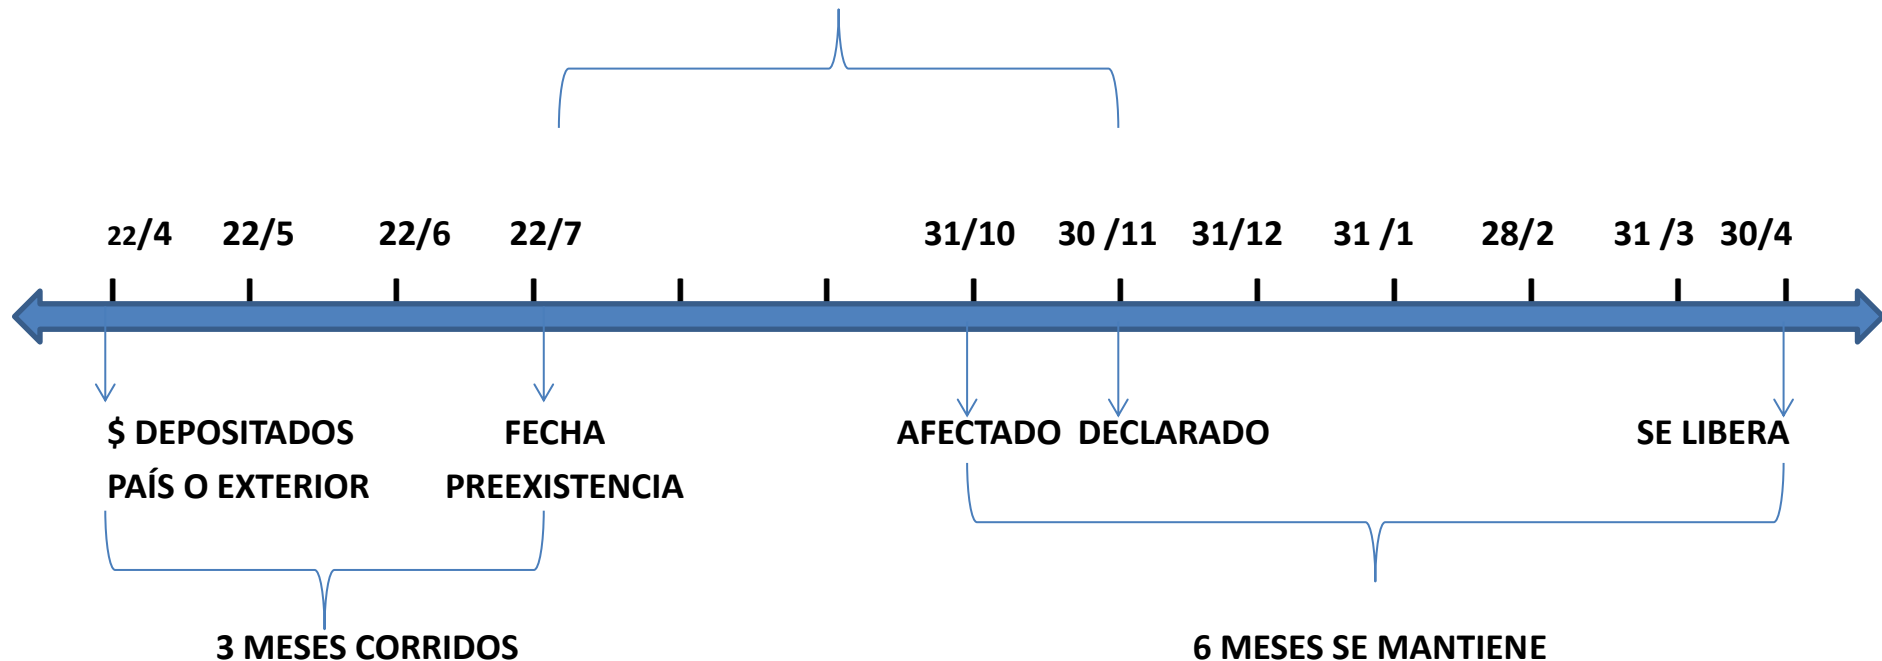 22/4 22/5 22/6 22/7 31/10 30 /11 31/12 31 /1 28/2 31 /3 30/4
$ DEPOSITADOS FECHA AFECTADO DECLARADO SE LIBERA
PAÍS O EXTERIOR PREEXISTENCIA
3 MESES CORRIDOS 6 MESES SE MANTIENE